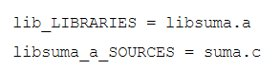 lib_LIBRARIES = libsuma.a
libsuma_a_SOURCES = suma.c